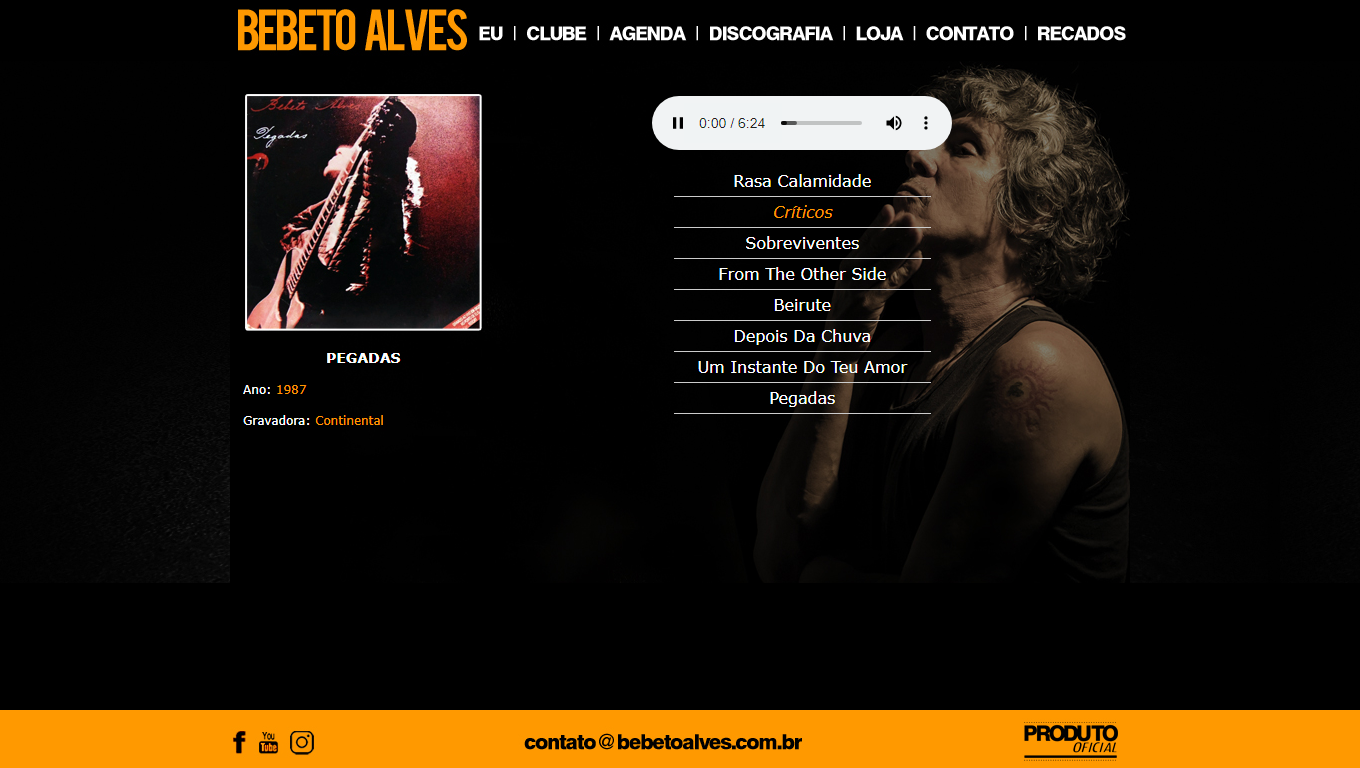 BEBETO ALVES
EU | CLUBE | AGENDA | DISCOGRAFIA | LOJA | CONTATO | RECADOS
Bebeto Alves
Pegadas
0:00 / 6:24
Rasa Calamidade
Críticos
Sobreviventes
From The Other Side
Beirute
Depois Da Chuva
Um Instante Do Teu Amor
Pegadas
PEGADAS
Ano: 1987
Gravadora: Continental
f
You Tube
contato@bebetoalves.com.br
PRODUTO
OFICIAL